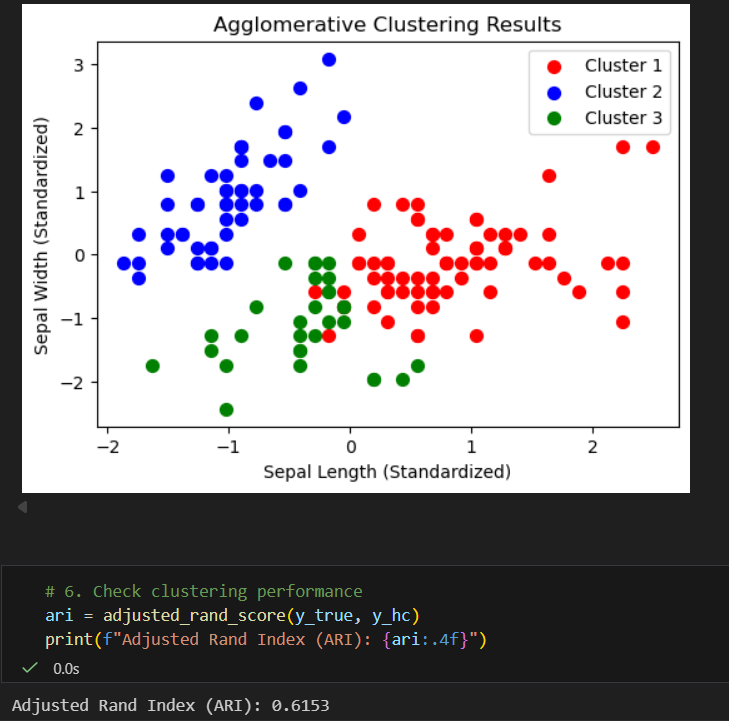 Agglomerative Clustering Results
Cluster 1
Cluster 2
Cluster 3
3
2
1
0
−1
−2
Sepal Width (Standardized)
−2
−1
0
1
2
Sepal Length (Standardized)
# 6. Check clustering performance
ari = adjusted_rand_score(y_true, y_hc)
print(f"Adjusted Rand Index (ARI): {ari:.4f}")
0.0s
Adjusted Rand Index (ARI): 0.6153